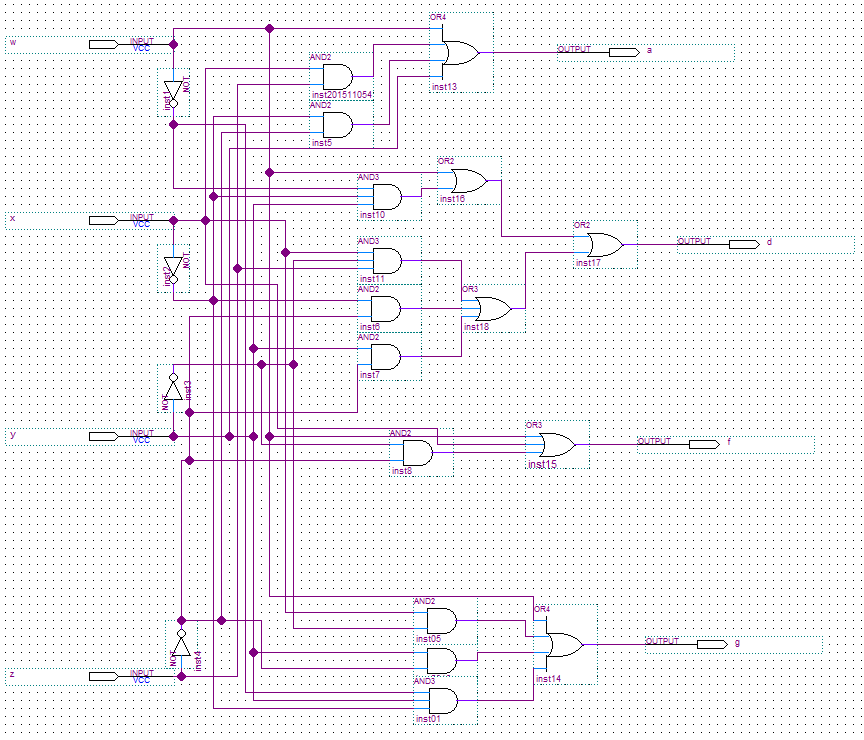 OR4
w INPUT VCC
OUTPUT a
AND2
NOT
inst1
inst13
inst201511054
AND2
inst5
OR2
AND3
inst16
inst10
x INPUT VCC
OR2
AND3
OUTPUT d
NOT
inst2
inst17
inst11
AND2
OR3
inst6
inst18
AND2
inst7
inst3
NOT
OR3
y INPUT VCC
AND2
OUTPUT f
inst8
inst15
AND2
OR4
inst05
OUTPUT g
NOT
inst4
z INPUT VCC
AND3
inst14
inst01